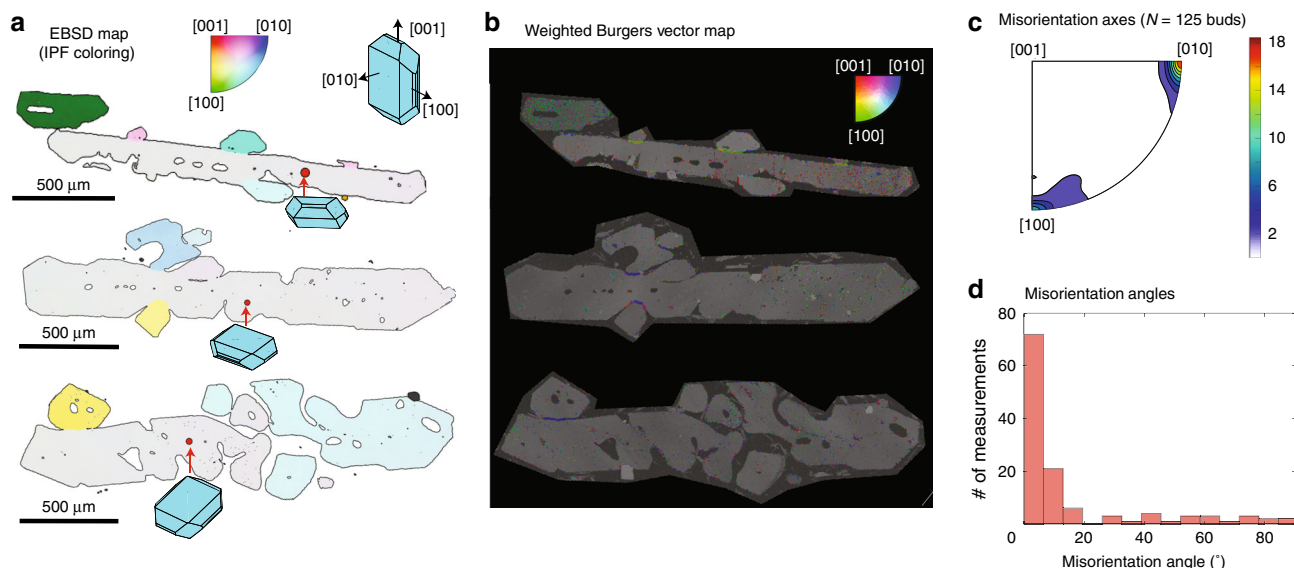 a
EBSD map
(IPF coloring)
[001] [010]
[100]
[001]
[010]
[100]
500 µm
500 µm
500 µm
b
Weighted Burgers vector map
[001] [010]
[100]
c
Misorientation axes (N = 125 buds)
[001]
[010]
[100]
18
14
10
6
2
d
Misorientation angles
# of measurements
80
60
40
20
0 20 40 60 80
Misorientation angle (°)